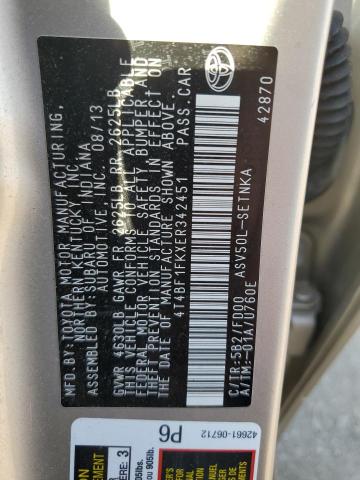 MFD.BY:TOYOTA MOTOR MANUFACTURING,
NORTHERN KENTUCKY, INC.
ASSEMBLED BY:SUBARU OF INDIANA
AUTOMOTIVE, INC. 08/13
GVWR 4630LB GAWR FR 2625LB RR 2625LB
THIS VEHICLE CONFORMS TO ALL APPLICABLE
FEDERAL MOTOR VEHICLE SAFETY, BUMPER AND
THEFT PREVENTION STANDARDS IN EFFECT ON
THE DATE OF MANUFACTURE SHOWN ABOVE.
4T4BF1FKXER342451 PASS.CAR
C/TR:5B2/FD00
A/TM:-01A/U760E
ASV50L-SETNKA
42870
P6
42661-06712